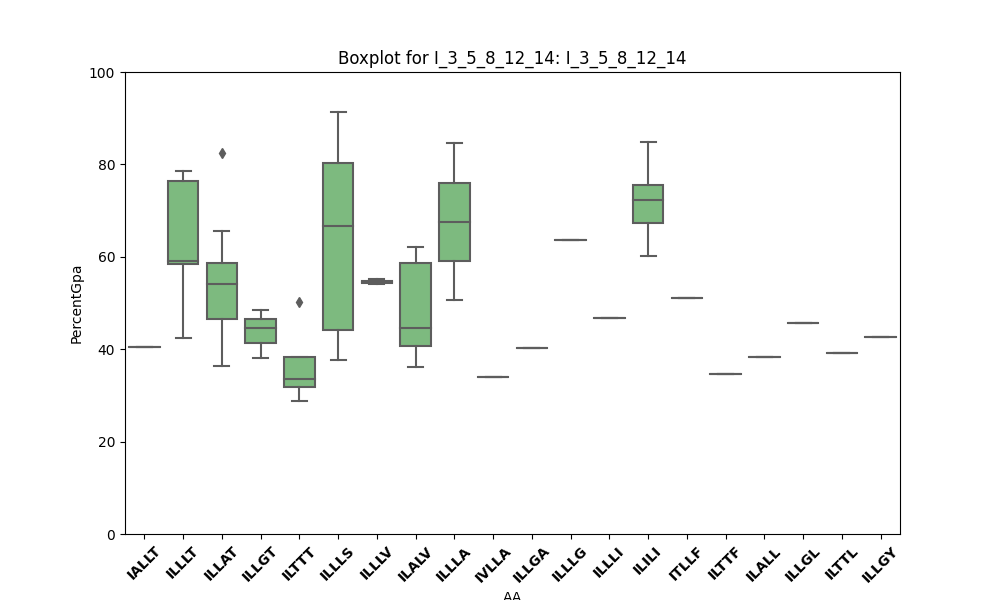 Boxplot for I_3_5_8_12_14: I_3_5_8_12_14
PercentGpa
100
80
60
40
20
0
IALLT
ILLLT
ILLAT
ILLGT
ILTTT
ILLLS
ILLLV
ILALV
ILLLA
IVLLA
ILLGA
ILLLG
ILLLI
ILILI
ITLLF
ILTTF
ILALL
ILLGL
ILTTL
ILLGY
AA